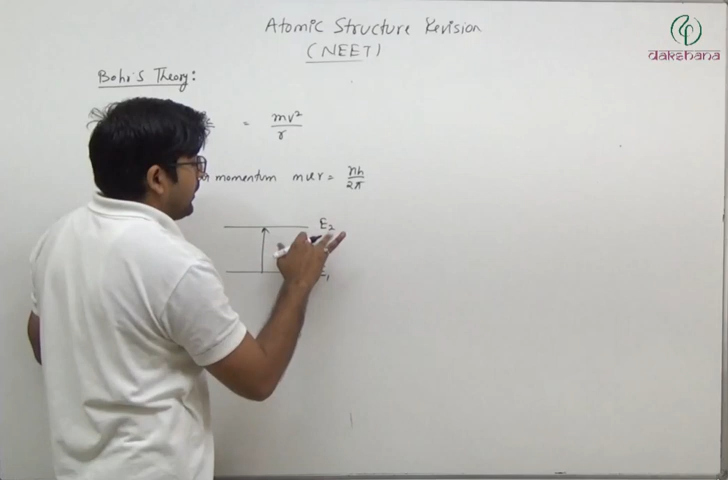 Atomic Structure Revision
(NEET)
dakshana
Bohr's Theory:
= mv²/r
momentum mvr = nh/2π
E₂